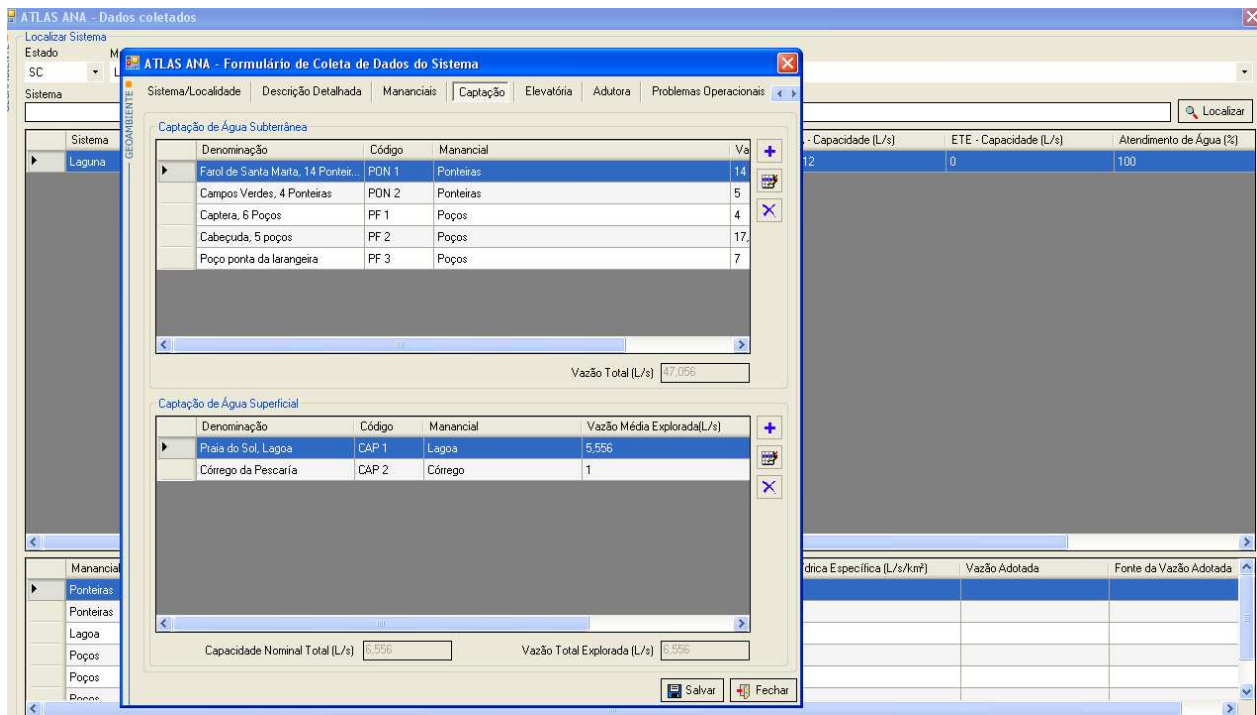 ATLAS ANA - Dados coletados
Localizar Sistema
Estado
SC
Sistema
Localizar
Sistema - Capacidade (L/s) ETE - Capacidade (L/s) Atendimento de Água (%)
Laguna 12 0 100
ATLAS ANA - Formulário de Coleta de Dados do Sistema
GEOAMBIENTE
Sistema/Localidade Descrição Detalhada Mananciais Captação Elevatória Adutora Problemas Operacionais
Captação de Água Subterrânea
Denominação Código Manancial Va
Farol de Santa Marta, 14 Ponteir... PON 1 Ponteiras 14
Campos Verdes, 4 Ponteiras PON 2 Ponteiras 5
Captera, 6 Poços PF 1 Poços 4
Cabeçuda, 5 poços PF 2 Poços 17,
Poço ponta da larangeira PF 3 Poços 7
Vazão Total (L/s) 47,056
Captação de Água Superficial
Denominação Código Manancial Vazão Média Explorada(L/s)
Praia do Sol, Lagoa CAP 1 Lagoa 5,556
Córrego da Pescaría CAP 2 Córrego 1
Capacidade Nominal Total (L/s) 6,556 Vazão Total Explorada (L/s) 6,556
Salvar Fechar
Manancial ídrica Específica (L/s/km²) Vazão Adotada Fonte da Vazão Adotada
Ponteiras
Ponteiras
Lagoa
Poços
Poços
Poços